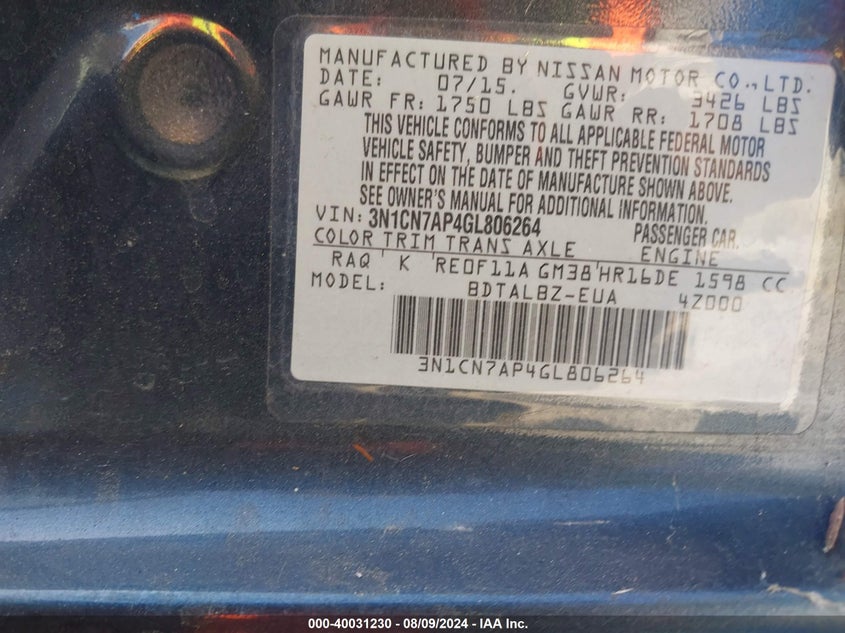 MANUFACTURED BY NISSAN MOTOR CO.,LTD.
DATE: 07/15. GVWR: 3426 LBS
GAWR FR: 1750 LBS GAWR RR: 1708 LBS
THIS VEHICLE CONFORMS TO ALL APPLICABLE FEDERAL MOTOR
VEHICLE SAFETY, BUMPER AND THEFT PREVENTION STANDARDS
IN EFFECT ON THE DATE OF MANUFACTURE SHOWN ABOVE.
SEE OWNER'S MANUAL FOR ADDITIONAL INFORMATION.
VIN: 3N1CN7AP4GL806264 PASSENGER CAR.
COLOR TRIM TRANS AXLE ENGINE
RAQ ' K 'RE0F11A GM38'HR16DE 1598 CC
MODEL: BDTALBZ-EUA 4Z000
3N1CN7AP4GL806264
000-40031230 - 08/09/2024 - IAA Inc.